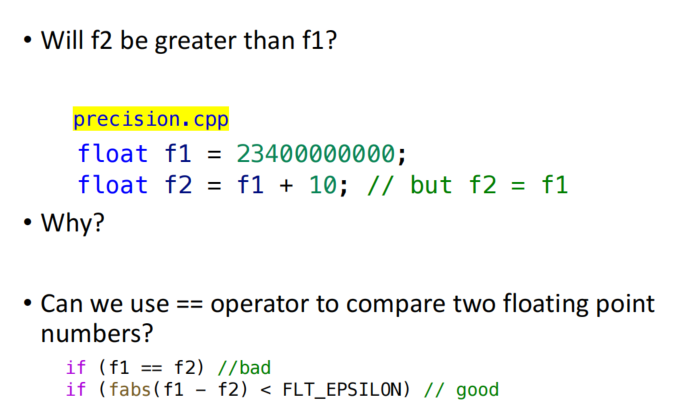 • Will f2 be greater than f1?
precision.cpp
float f1 = 23400000000;
float f2 = f1 + 10; // but f2 = f1
• Why?
• Can we use == operator to compare two floating point
numbers?
if (f1 == f2) //bad
if (fabs(f1 - f2) < FLT_EPSILON) // good